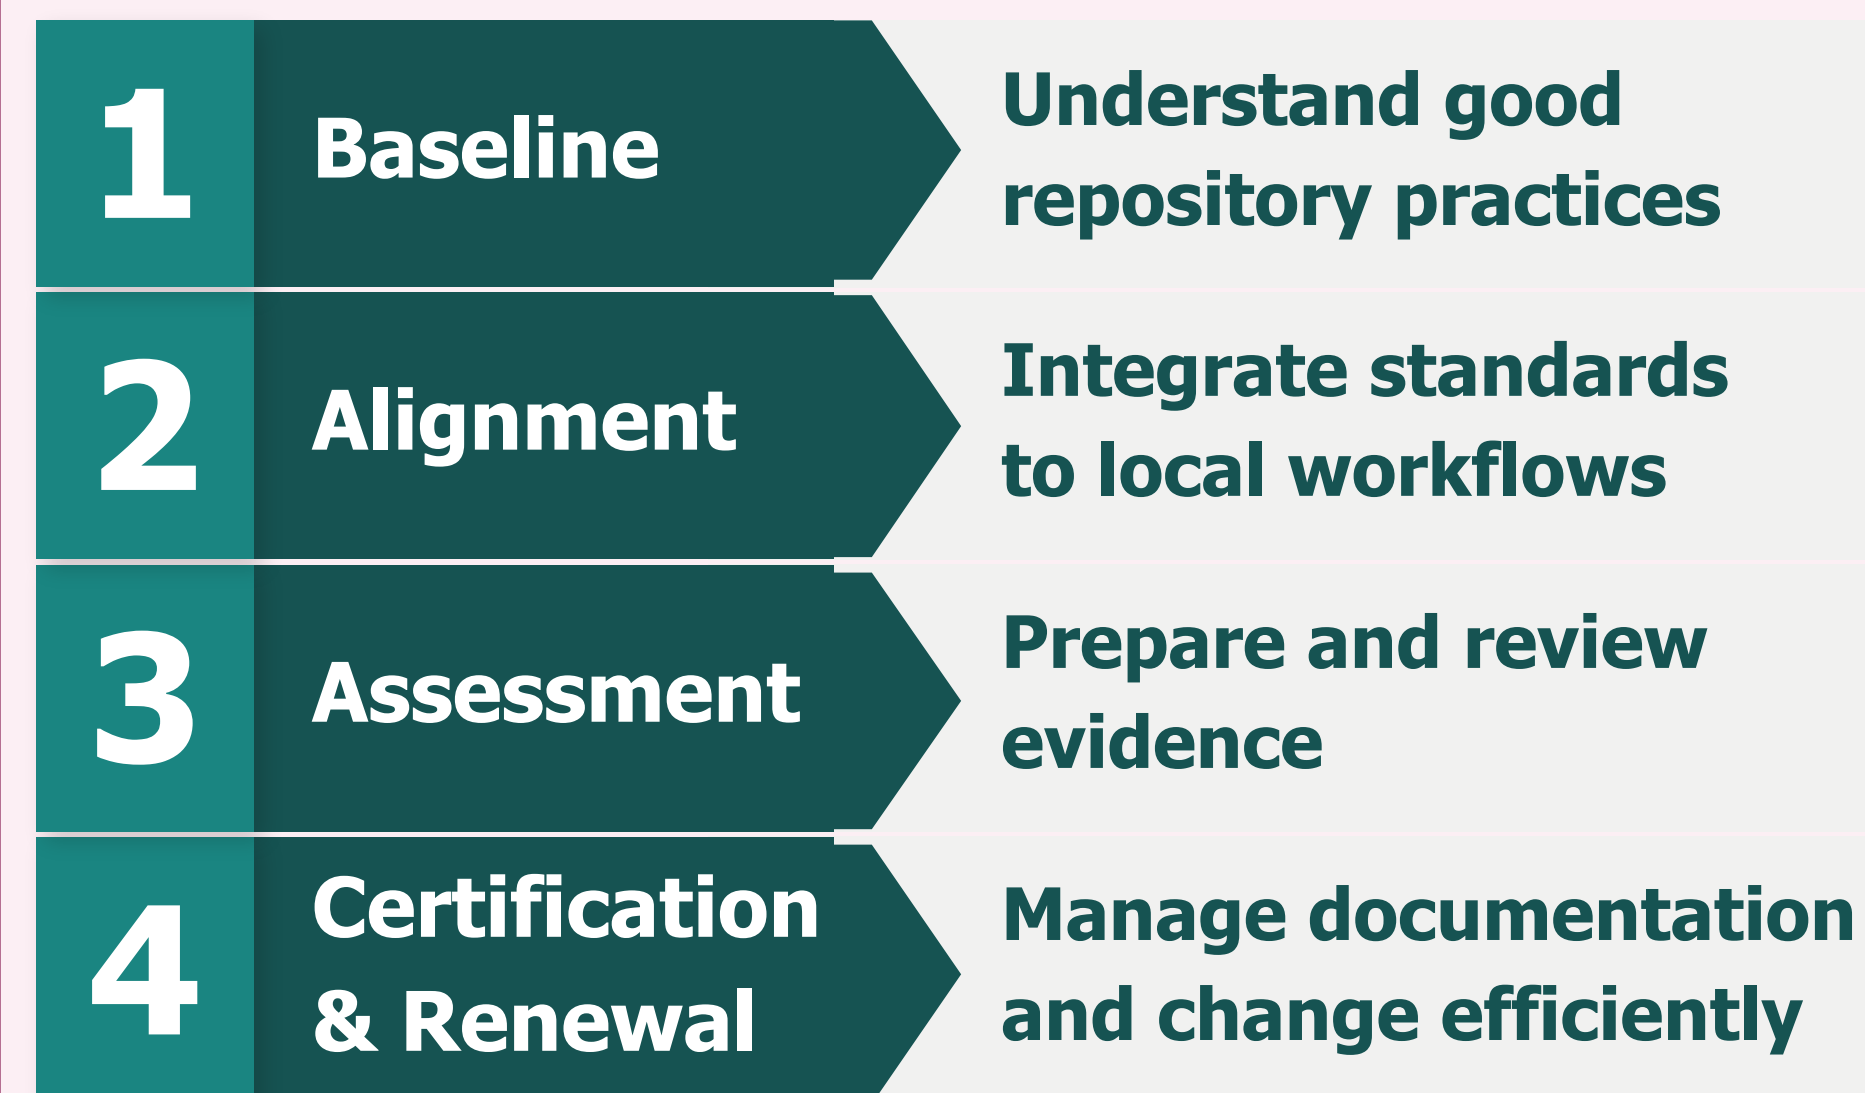 1
Baseline
Understand good
repository practices
2
Alignment
Integrate standards
to local workflows
3
Assessment
Prepare and review
evidence
4
Certification
& Renewal
Manage documentation
and change efficiently